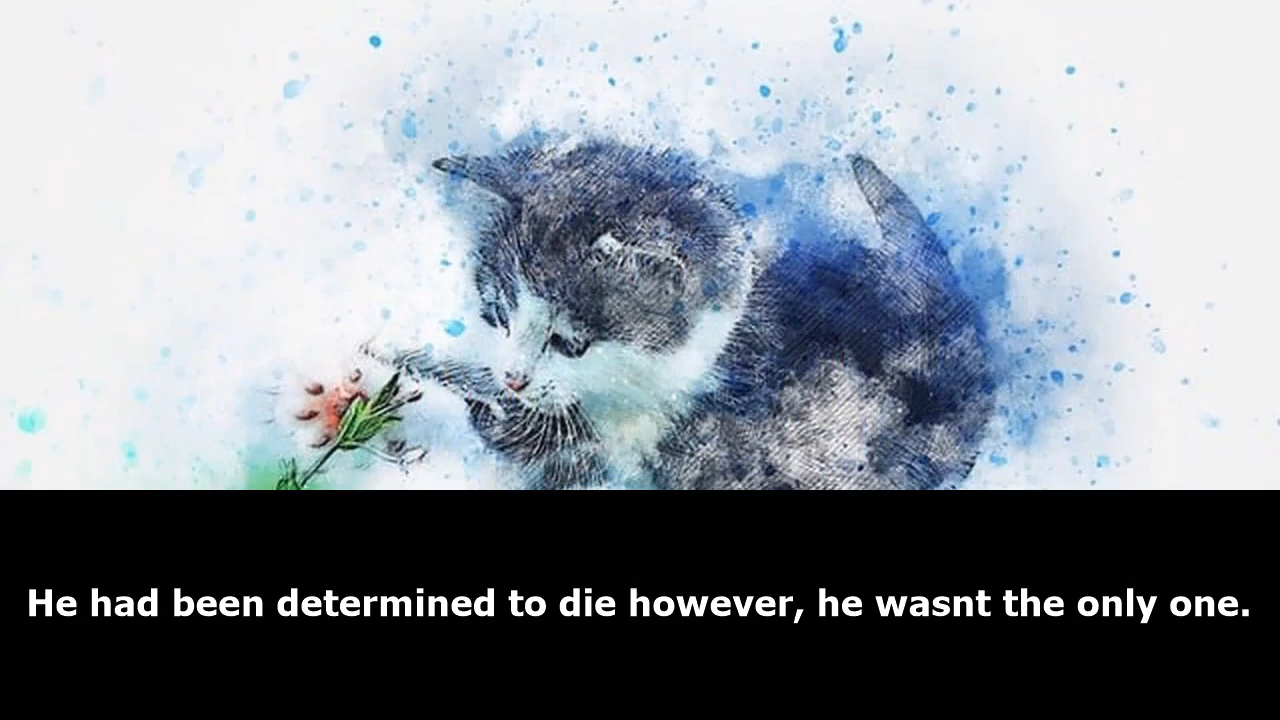 He had been determined to die however, he wasnt the only one.